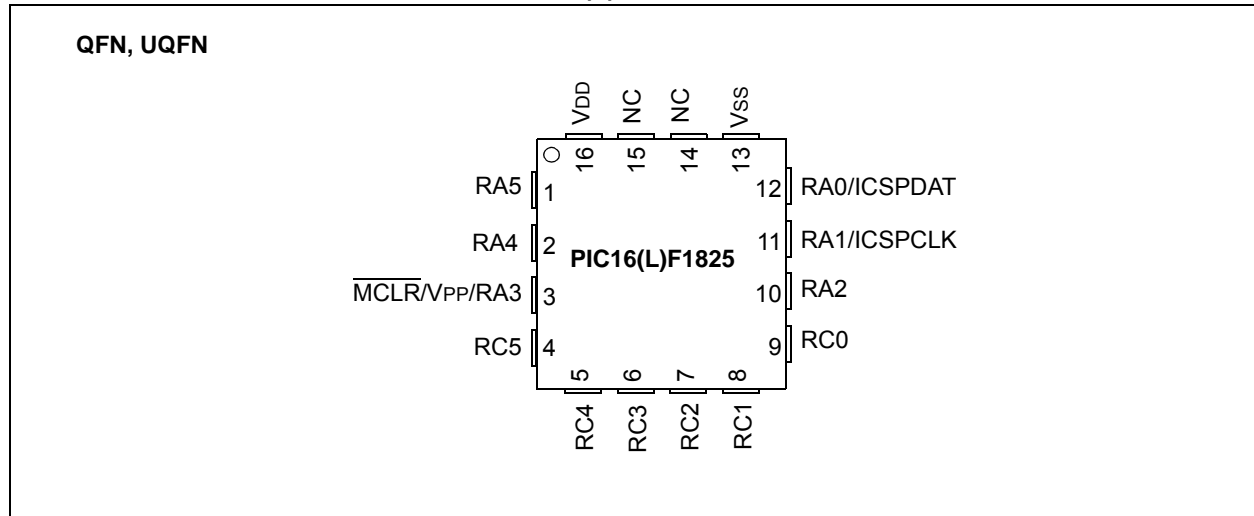 QFN, UQFN
VDD
NC
NC
VSS
16
15
14
13
RA5
1
12
RA0/ICSPDAT
RA4
2
PIC16(L)F1825
11
RA1/ICSPCLK
MCLR/VPP/RA3
3
10
RA2
RC5
4
9
RC0
5
6
7
8
RC4
RC3
RC2
RC1